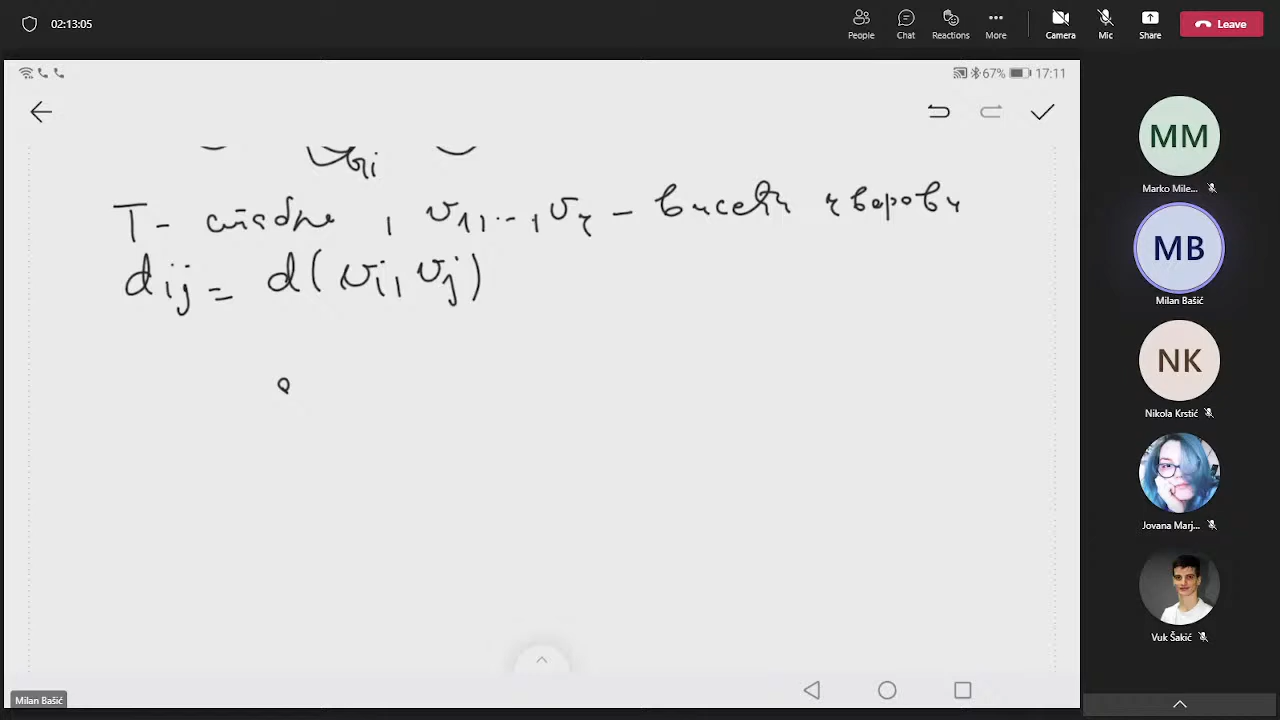 02:13:05
People Chat Reactions More Camera Mic Share Leave
67% 17:11
T - стабло , v1, ..., vr - висећи чворови
dij = d(vi, vj)
MM
Marko Mile...
MB
Milan Bašić
NK
Nikola Krstić
Jovana Marj...
Vuk Šakić
Milan Bašić